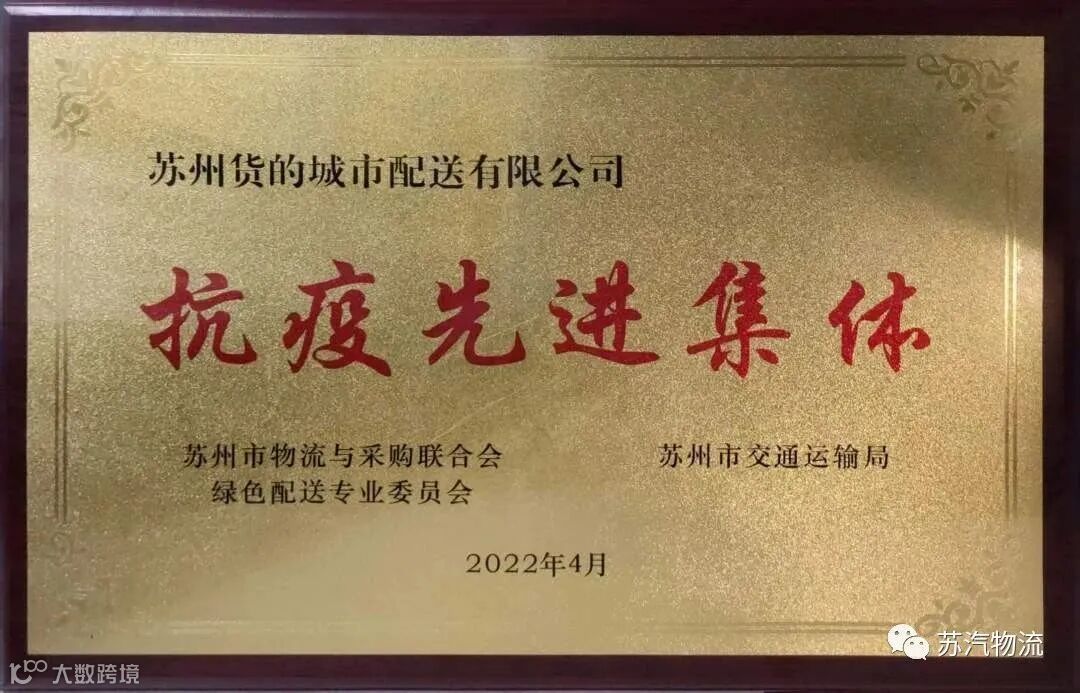 苏州货的城市配送有限公司
抗疫先进集体
苏州市物流与采购联合会
绿色配送专业委员会
苏州市交通运输局
2022年4月
苏汽物流
大数跨境